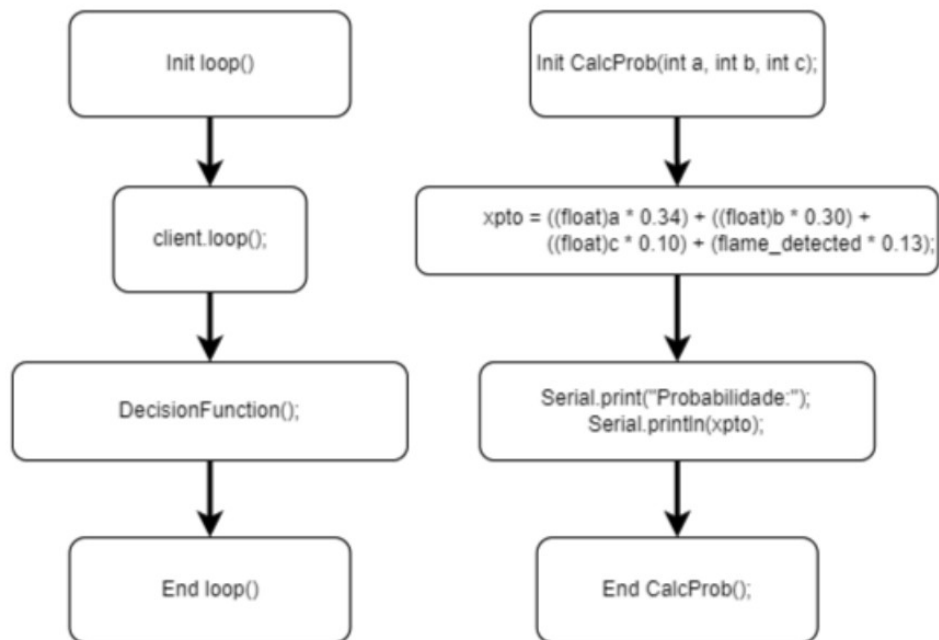 Init loop()
client.loop();
DecisionFunction();
End loop()
Init CalcProb(int a, int b, int c);
xpto = ((float)a * 0.34) + ((float)b * 0.30) +
((float)c * 0.10) + (flame_detected * 0.13);
Serial.print("Probabilidade:");
Serial.println(xpto);
End CalcProb();